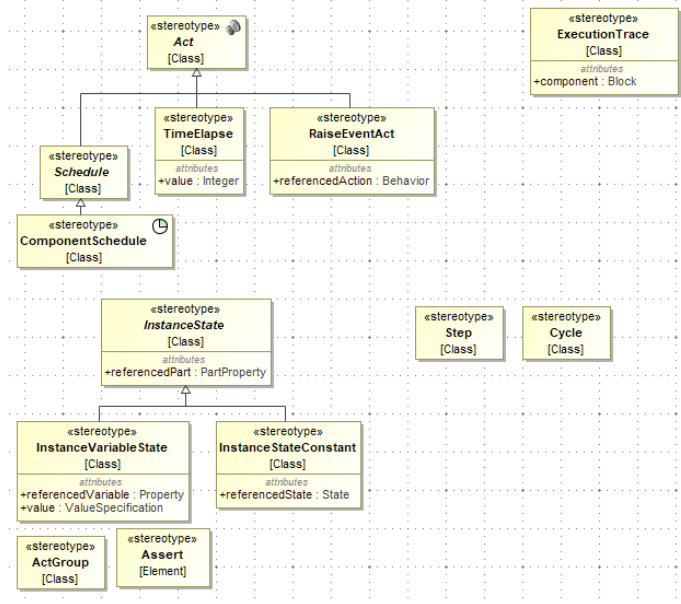 «stereotype»
Act
[Class]
«stereotype»
ExecutionTrace
[Class]
attributes
+component : Block
«stereotype»
TimeElapse
[Class]
attributes
+value : Integer
«stereotype»
RaiseEventAct
[Class]
attributes
+referencedAction : Behavior
«stereotype»
Schedule
[Class]
«stereotype»
ComponentSchedule
[Class]
«stereotype»
InstanceState
[Class]
attributes
+referencedPart : PartProperty
«stereotype»
Step
[Class]
«stereotype»
Cycle
[Class]
«stereotype»
InstanceVariableState
[Class]
attributes
+referencedVariable : Property
+value : ValueSpecification
«stereotype»
InstanceStateConstant
[Class]
attributes
+referencedState : State
«stereotype»
ActGroup
[Class]
«stereotype»
Assert
[Element]